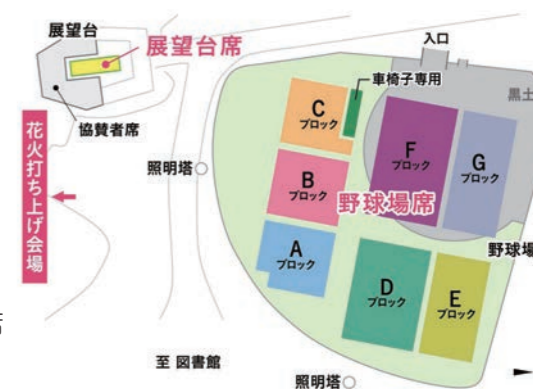 展望台
展望台席
協賛者席
花火打ち上げ会場
照明塔
入口
車椅子専用
黒土
C
ブロック
B
ブロック
A
ブロック
F
ブロック
G
ブロック
野球場席
野球場
D
ブロック
E
ブロック
至 図書館
照明塔